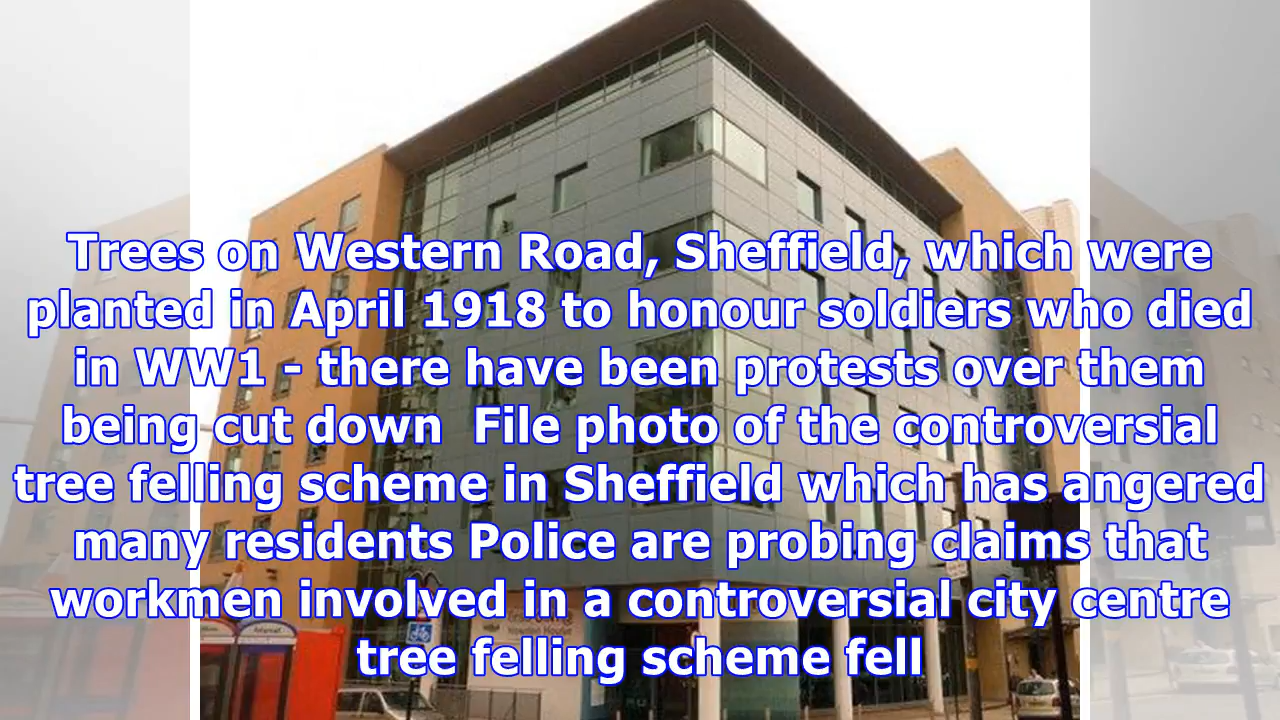 Trees on Western Road, Sheffield, which were
planted in April 1918 to honour soldiers who died
in WW1 - there have been protests over them
being cut down  File photo of the controversial
tree felling scheme in Sheffield which has angered
many residents Police are probing claims that
workmen involved in a controversial city centre
tree felling scheme fell
Howden House